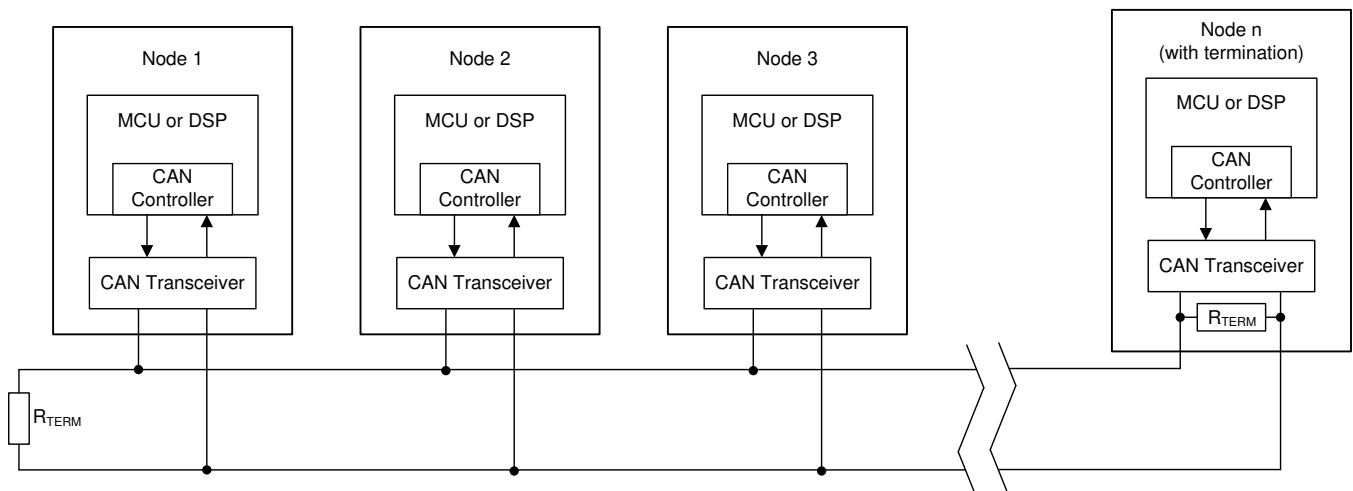 Node 1
MCU or DSP
CAN
Controller
CAN Transceiver
Node 2
MCU or DSP
CAN
Controller
CAN Transceiver
Node 3
MCU or DSP
CAN
Controller
CAN Transceiver
Node n
(with termination)
MCU or DSP
CAN
Controller
CAN Transceiver
RTERM
RTERM